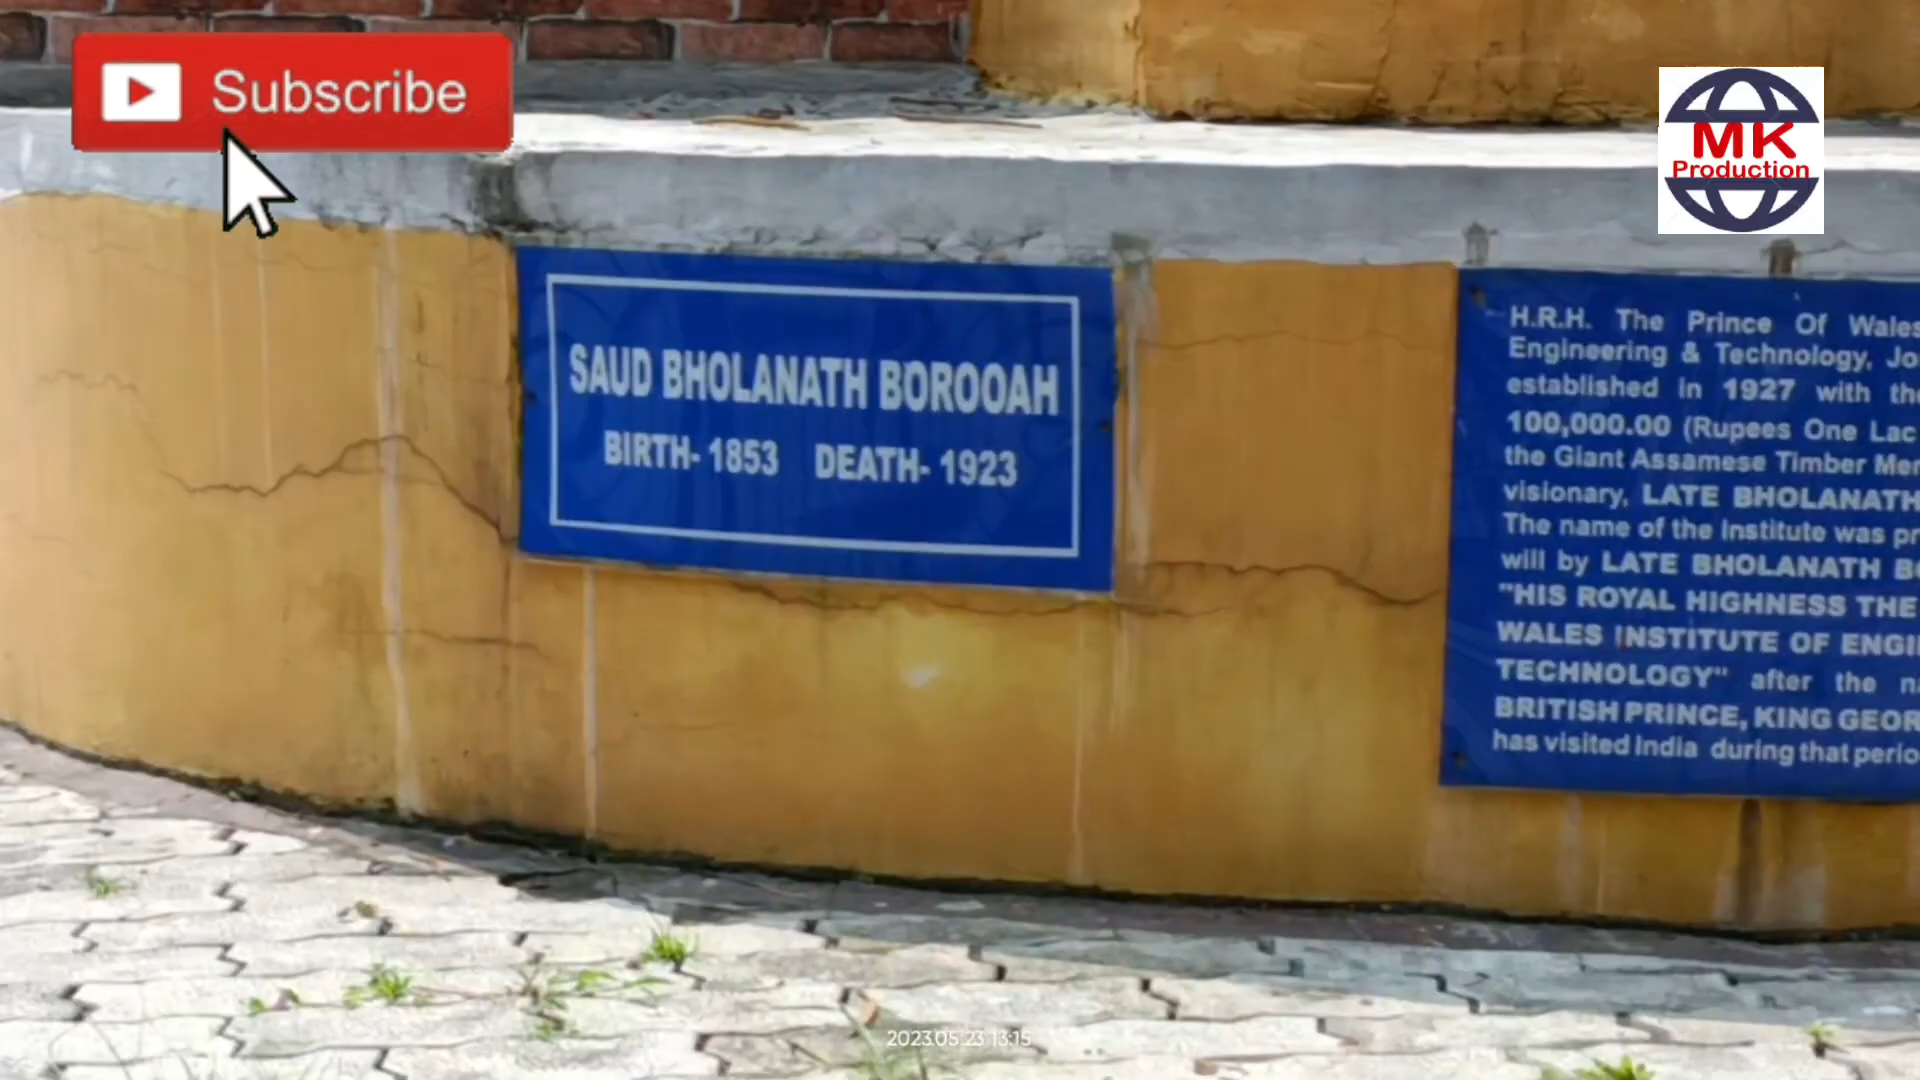 Subscribe
MK
Production
SAUD BHOLANATH BOROOAH
BIRTH- 1853 DEATH- 1923
H.R.H. The Prince Of Wales
Engineering & Technology,
established in 1927 with
100,000.00 (Rupees One Lac
the Giant Assamese Timber
visionary, LATE BHOLANATH
The name of the Institute was
will by LATE BHOLANATH
"HIS ROYAL HIGHNESS THE
WALES INSTITUTE OF
TECHNOLOGY" after the
BRITISH PRINCE, KING
has visited India during that
2023.05.23 13:15